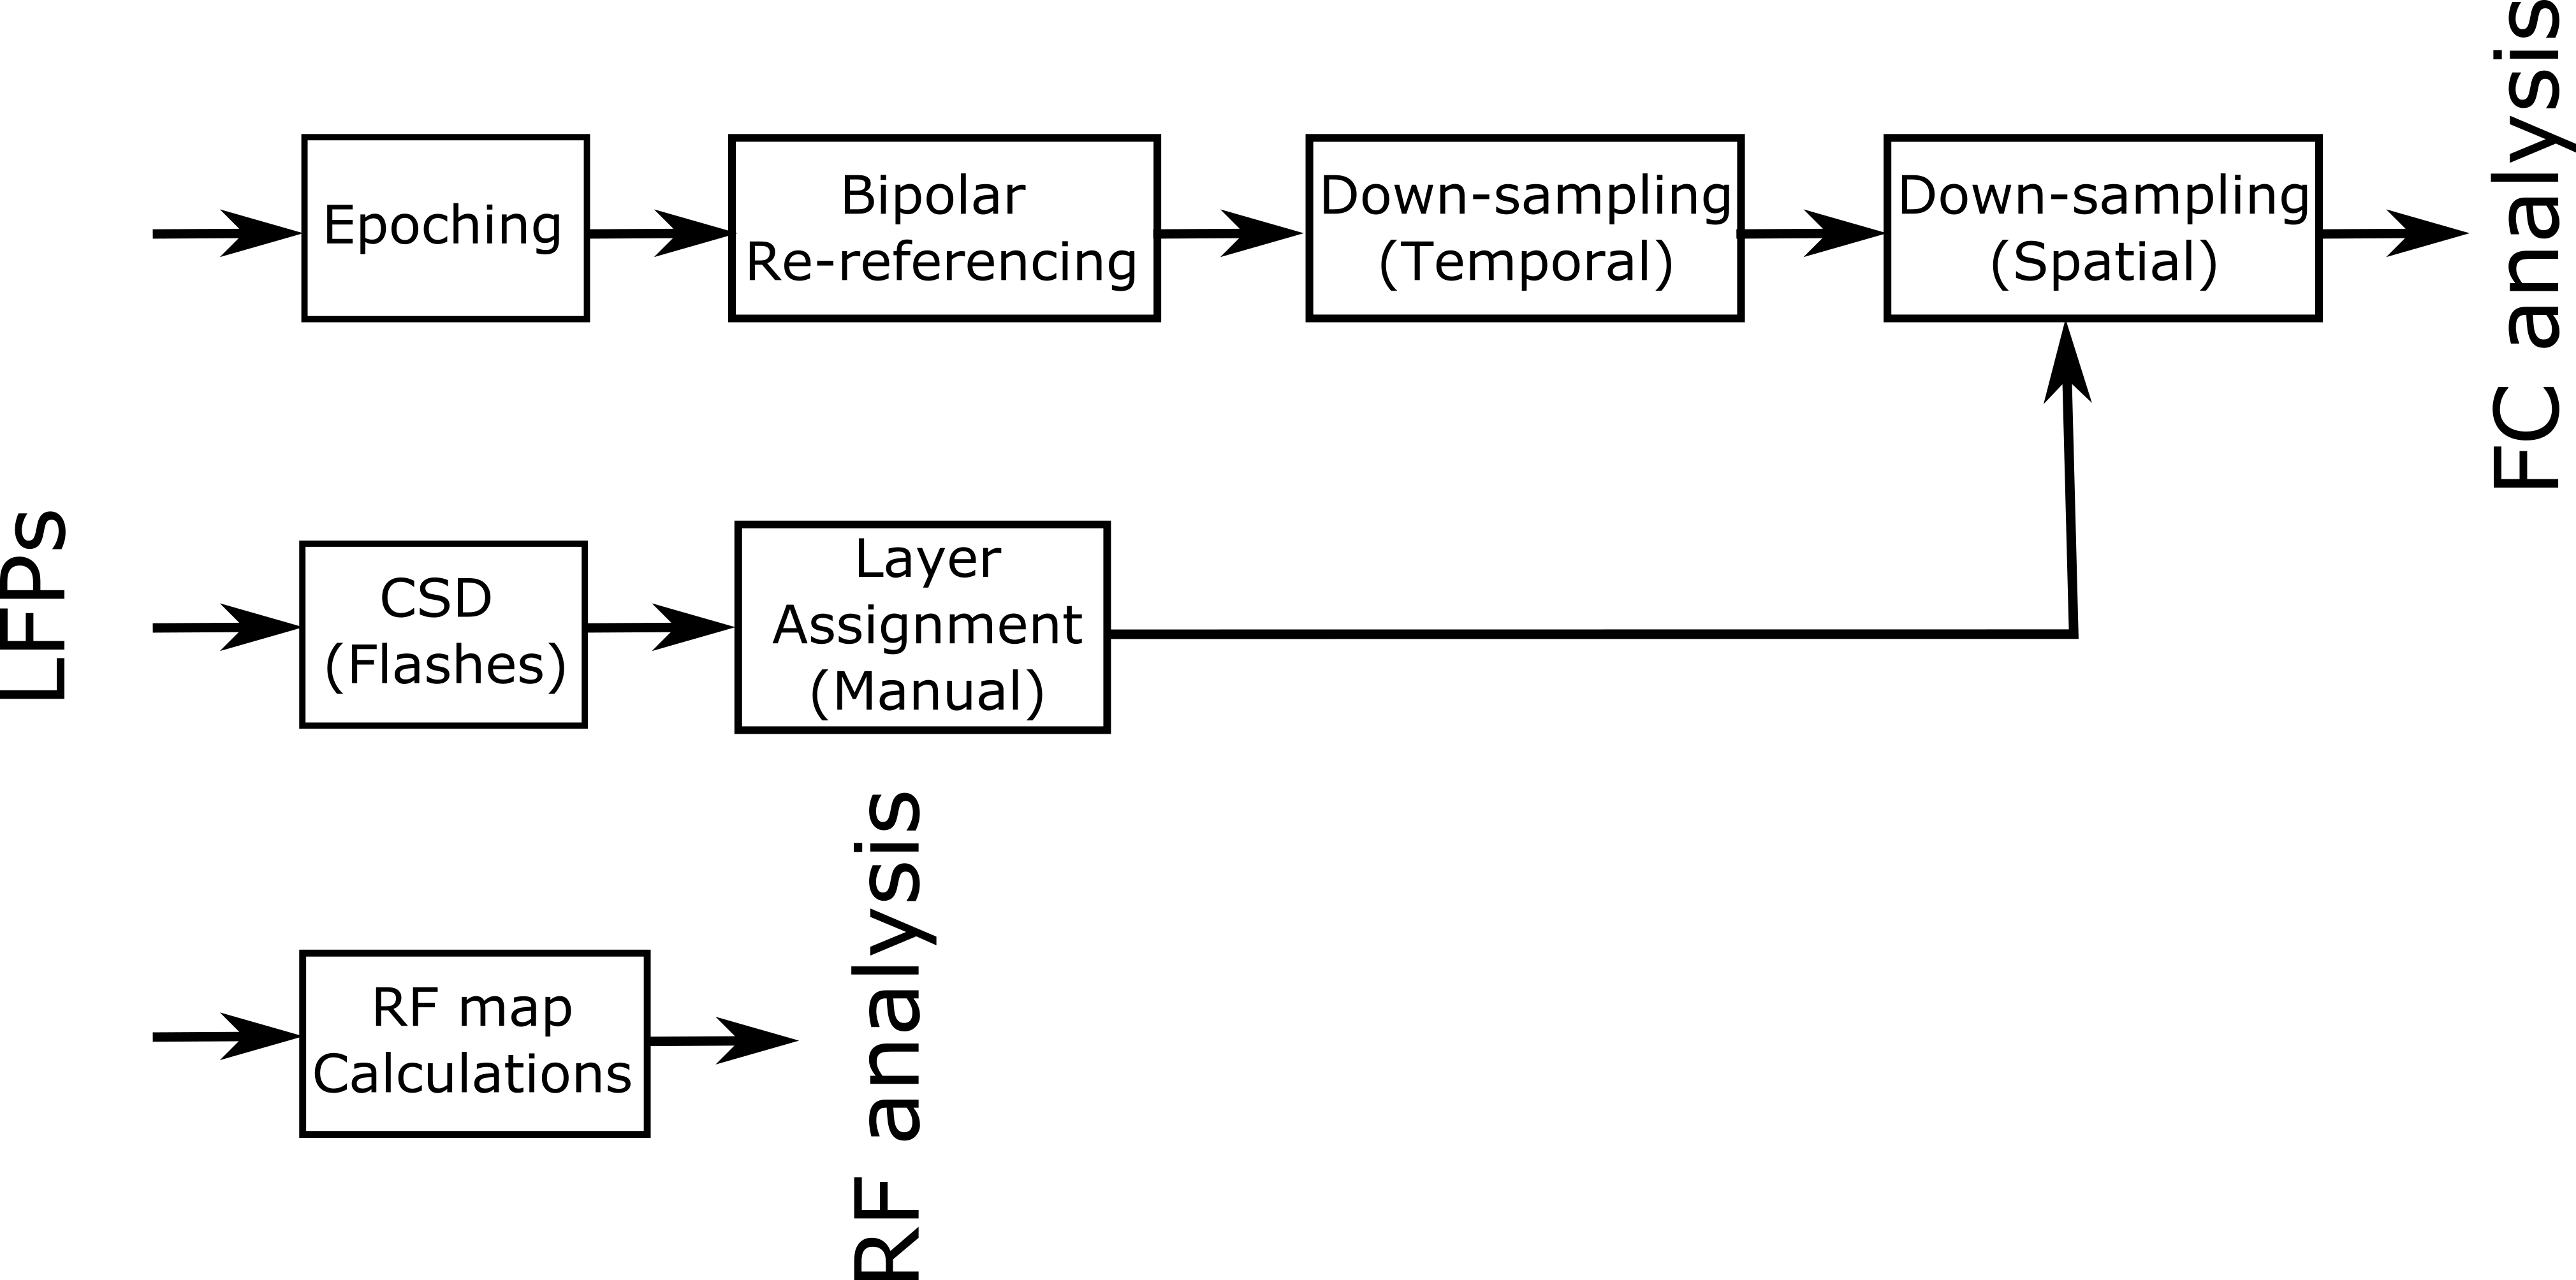 LFPs
Epoching
Bipolar
Re-referencing
Down-sampling
(Temporal)
Down-sampling
(Spatial)
FC analysis
CSD
(Flashes)
Layer
Assignment
(Manual)
RF map
Calculations
RF analysis